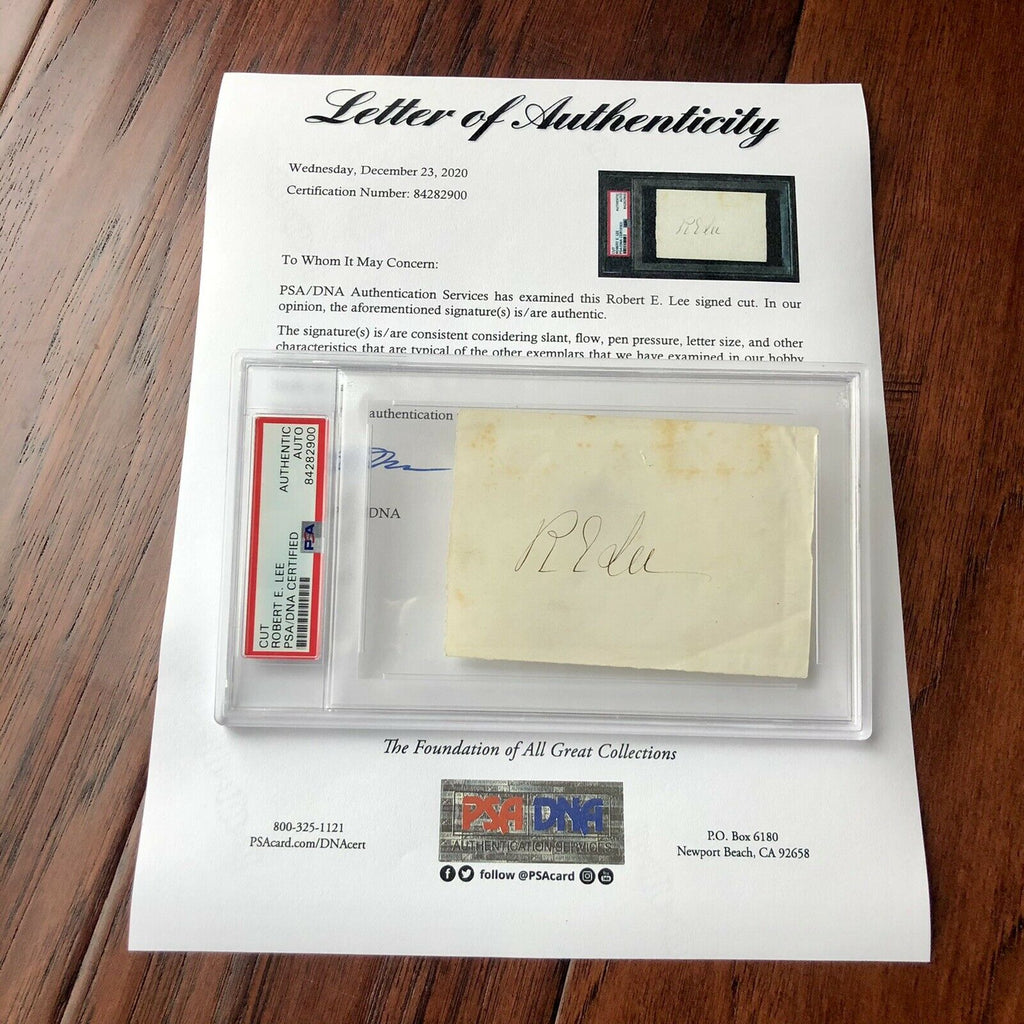 Letter of Authenticity
Wednesday, December 23, 2020
Certification Number: 84282900
To Whom It May Concern:
PSA/DNA Authentication Services has examined this Robert E. Lee signed cut. In our
opinion, the aforementioned signature(s) is/are authentic.
The signature(s) is/are consistent considering slant, flow, pen pressure, letter size, and other
characteristics that are typical of the other exemplars that we have examined in our hobby
authentication
DNA
CUT
ROBERT E. LEE
PSA/DNA CERTIFIED
AUTHENTIC
AUTO
84282900
PSA
R E Lee
The Foundation of All Great Collections
PSA DNA
AUTHENTICATION SERVICES
800-325-1121
PSAcard.com/DNAcert
P.O. Box 6180
Newport Beach, CA 92658
follow @PSAcard